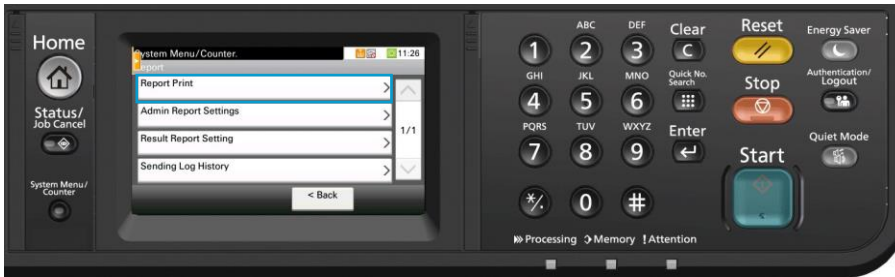 Home
Status/
Job Cancel
System Menu/
Counter
System Menu/Counter.
11:26
Report
Report Print
>
Admin Report Settings
>
1/1
Result Report Setting
>
Sending Log History
>
< Back
ABC
DEF
1
2
3
GHI
JKL
MNO
4
5
6
PQRS
TUV
WXYZ
7
8
9
*/.
0
#
Clear
C
Quick No.
Search
Enter
Reset
Stop
Start
Energy Saver
Authentication/
Logout
Quiet Mode
Processing Memory !Attention